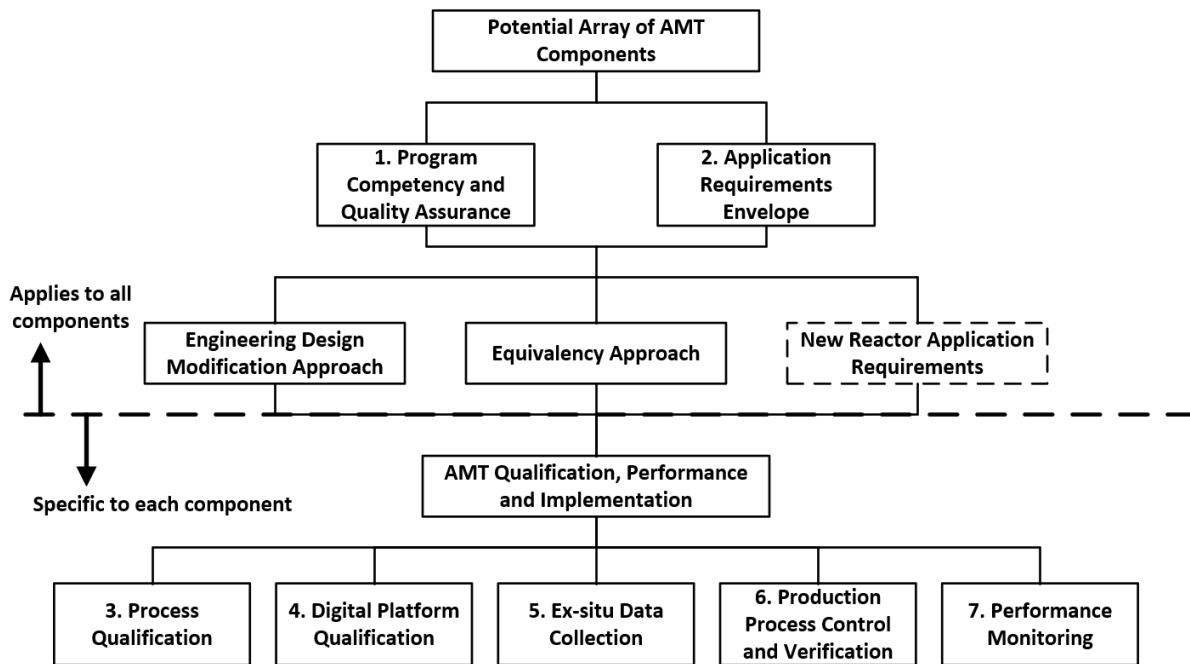 Potential Array of AMT
Components
1. Program
Competency and
Quality Assurance
2. Application
Requirements
Envelope
Applies to all
components
Engineering Design
Modification Approach
Equivalency Approach
New Reactor Application
Requirements
Specific to each component
AMT Qualification, Performance
and Implementation
3. Process
Qualification
4. Digital Platform
Qualification
5. Ex-situ Data
Collection
6. Production
Process Control
and Verification
7. Performance
Monitoring